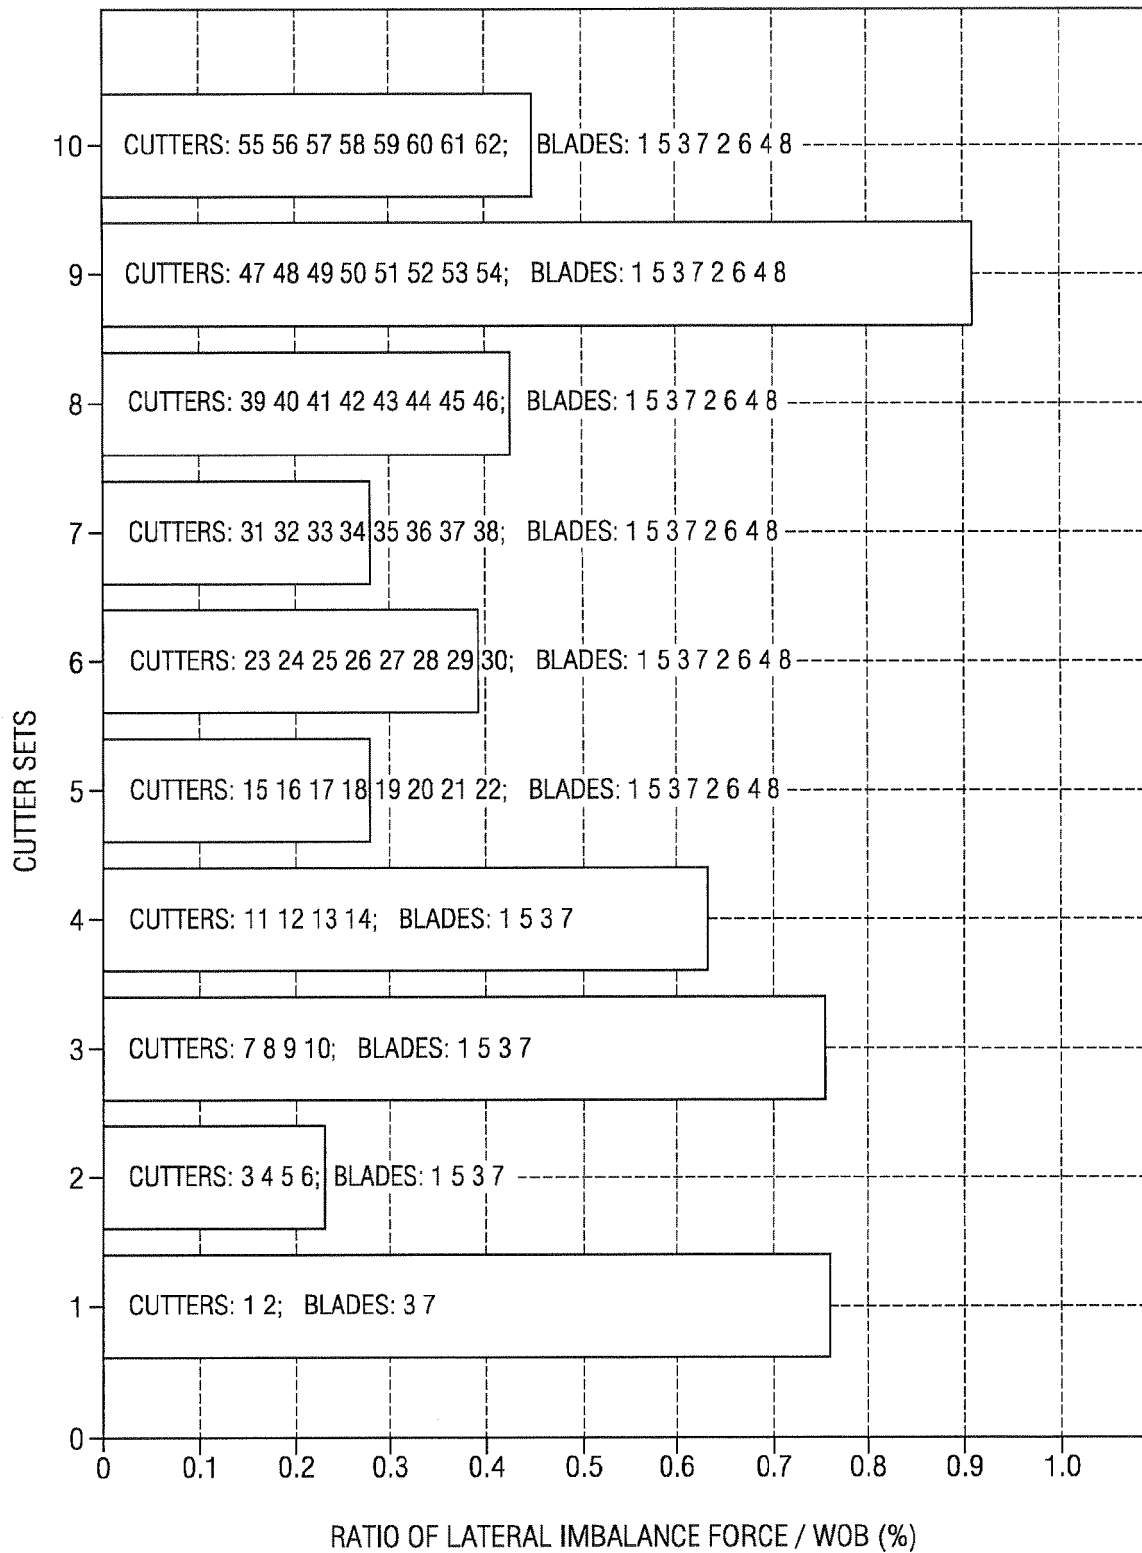 10
CUTTERS: 55 56 57 58 59 60 61 62; BLADES: 1 5 3 7 2 6 4 8
9
CUTTERS: 47 48 49 50 51 52 53 54; BLADES: 1 5 3 7 2 6 4 8
8
CUTTERS: 39 40 41 42 43 44 45 46; BLADES: 1 5 3 7 2 6 4 8
7
CUTTERS: 31 32 33 34 35 36 37 38; BLADES: 1 5 3 7 2 6 4 8
6
CUTTERS: 23 24 25 26 27 28 29 30; BLADES: 1 5 3 7 2 6 4 8
5
CUTTERS: 15 16 17 18 19 20 21 22; BLADES: 1 5 3 7 2 6 4 8
4
CUTTERS: 11 12 13 14; BLADES: 1 5 3 7
3
CUTTERS: 7 8 9 10; BLADES: 1 5 3 7
2
CUTTERS: 3 4 5 6; BLADES: 1 5 3 7
1
CUTTERS: 1 2; BLADES: 3 7
0
CUTTER SETS
0 0.1 0.2 0.3 0.4 0.5 0.6 0.7 0.8 0.9 1.0
RATIO OF LATERAL IMBALANCE FORCE / WOB (%)